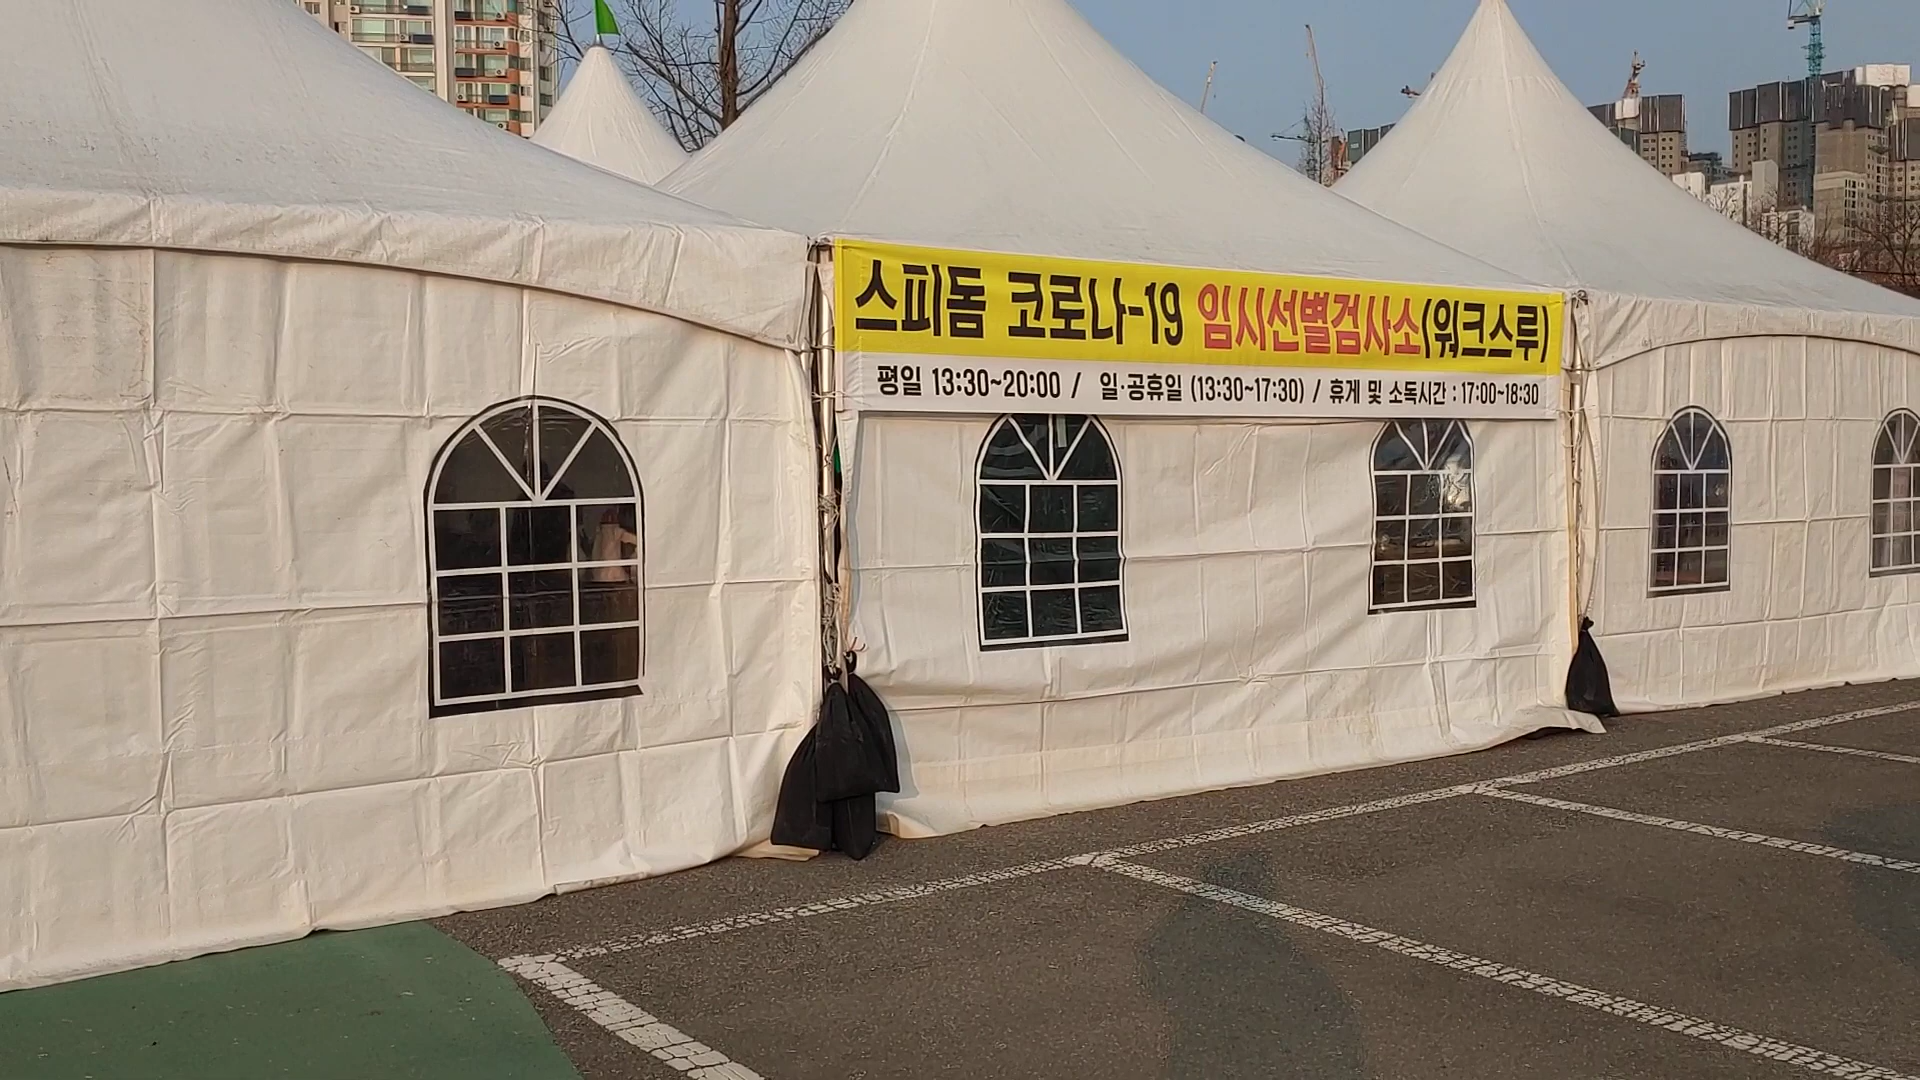 스피돔 코로나-19 임시선별검사소(워크스루)
평일 13:30~20:00 / 일·공휴일 (13:30~17:30) / 휴게 및 소독시간 : 17:00~18:30